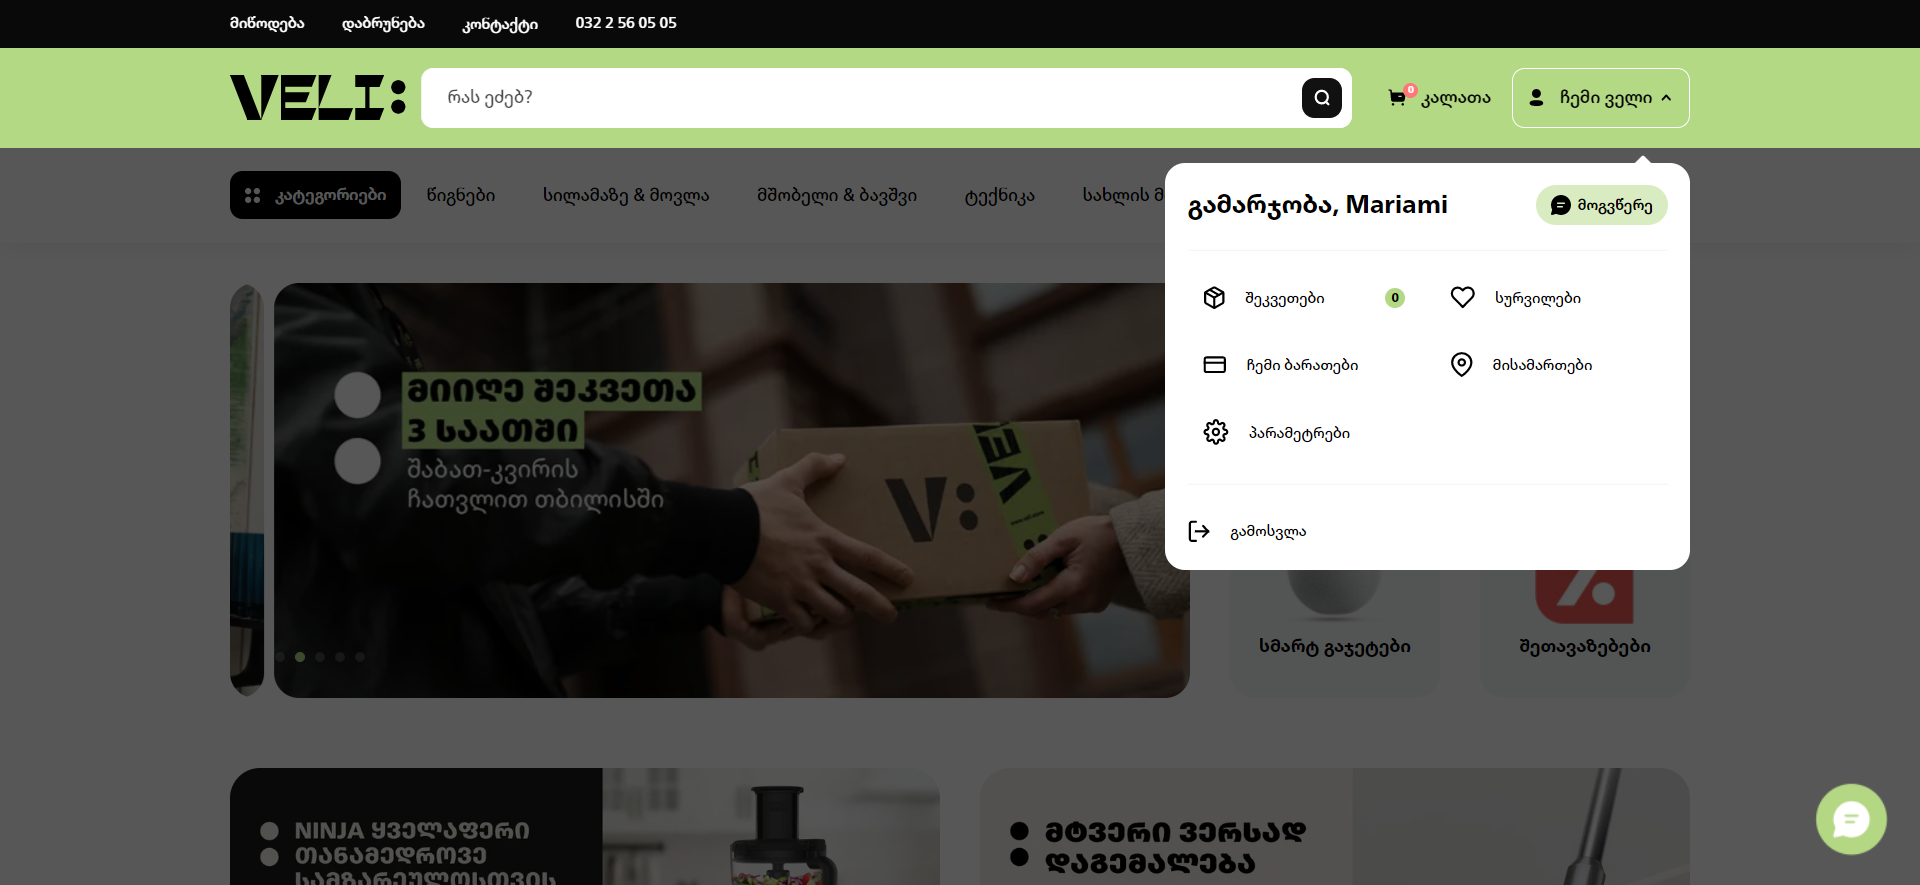 მიწოდება დაბრუნება კონტაქტი 032 2 56 05 05
VELI:
რას ეძებ?
0 კალათა
ჩემი ველი
კატეგორიები წიგნები სილამაზე & მოვლა მშობელი & ბავშვი ტექნიკა სახლის
გამარჯობა, Mariami
მოგვწერე
შეკვეთები 0 სურვილები
ჩემი ბარათები მისამართები
პარამეტრები
გამოსვლა
მიიღე შეკვეთა
3 საათში
შაბათ-კვირის
ჩათვლით თბილისში
V:
VELI
სმარტ გაჯეტები
შეთავაზებები
NINJA ყველაფერი
თანამედროვე
სამზარეულოსთვის
მტვერი ვერსად
დაგემალება